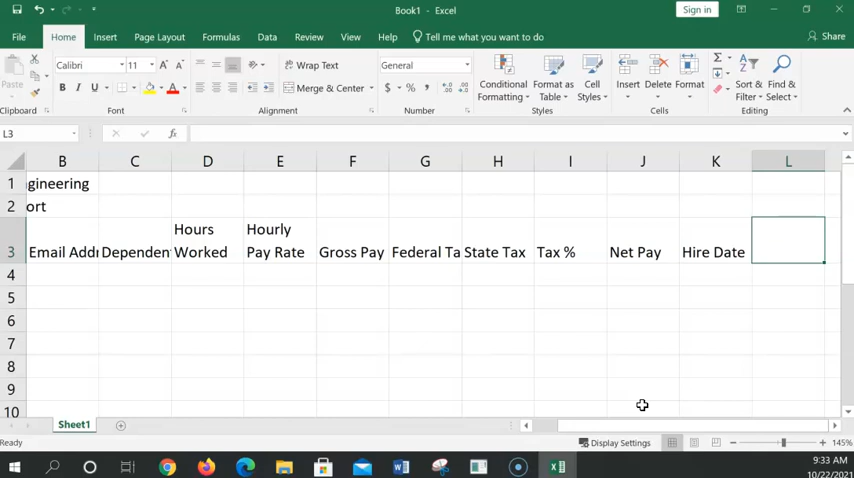 Book1 - Excel
Sign in
File Home Insert Page Layout Formulas Data Review View Help Tell me what you want to do Share
Paste
Calibri 11 A A
B I U A
Wrap Text
Merge & Center
General
$ % ,
Conditional Formatting
Format as Table
Cell Styles
Insert Delete Format
Sort & Filter
Find & Select
Clipboard Font Alignment Number Styles Cells Editing
L3 fx
B C D E F G H I J K L
1 gineering
2 ort
Hours Hourly
3 Email Addr Dependen Worked Pay Rate Gross Pay Federal Ta State Tax Tax % Net Pay Hire Date
4
5
6
7
8
9
10
Sheet1
Ready Display Settings 145%
9:33 AM
10/22/2021